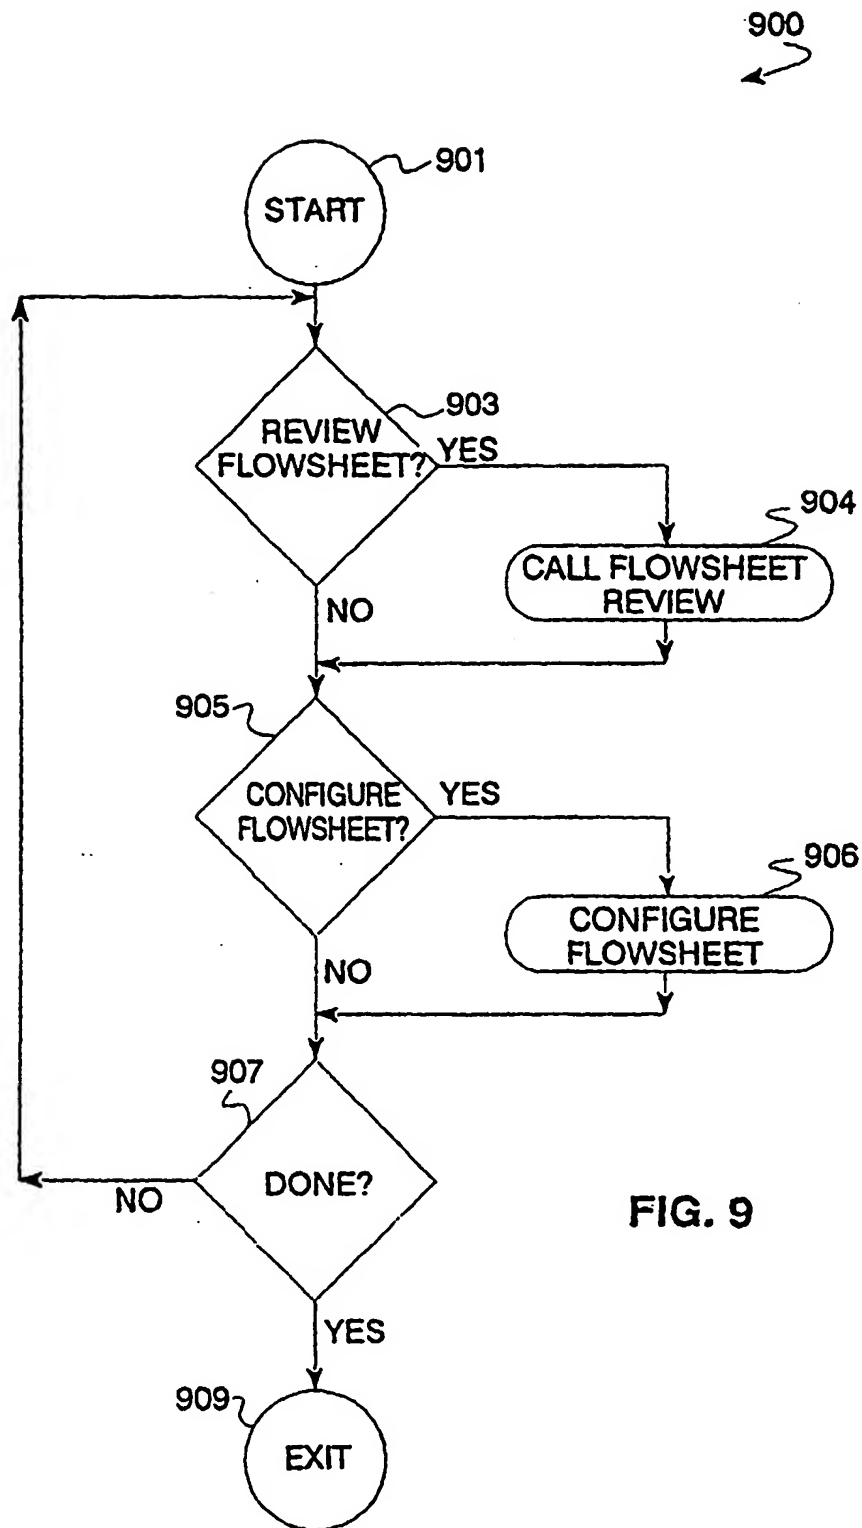 900
901
START
903
REVIEW
FLOWSHEET?
YES
904
CALL FLOWSHEET
REVIEW
NO
905
CONFIGURE
FLOWSHEET?
YES
906
CONFIGURE
FLOWSHEET
NO
907
DONE?
NO
FIG. 9
YES
909
EXIT